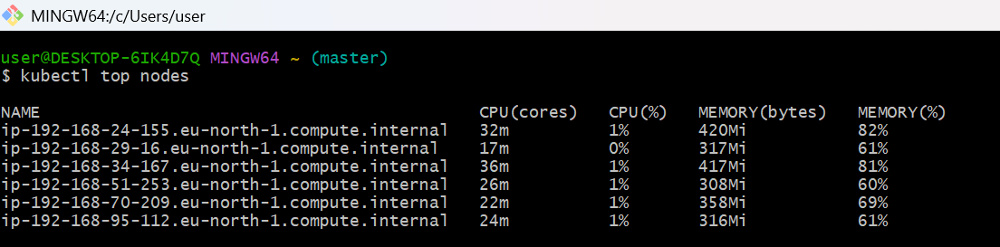 MINGW64:/c/Users/user
user@DESKTOP-6IK4D7Q MINGW64 ~ (master)
$ kubectl top nodes
NAME CPU(cores) CPU(%) MEMORY(bytes) MEMORY(%)
ip-192-168-24-155.eu-north-1.compute.internal 32m 1% 420Mi 82%
ip-192-168-29-16.eu-north-1.compute.internal 17m 0% 317Mi 61%
ip-192-168-34-167.eu-north-1.compute.internal 36m 1% 417Mi 81%
ip-192-168-51-253.eu-north-1.compute.internal 26m 1% 308Mi 60%
ip-192-168-70-209.eu-north-1.compute.internal 22m 1% 358Mi 69%
ip-192-168-95-112.eu-north-1.compute.internal 24m 1% 316Mi 61%